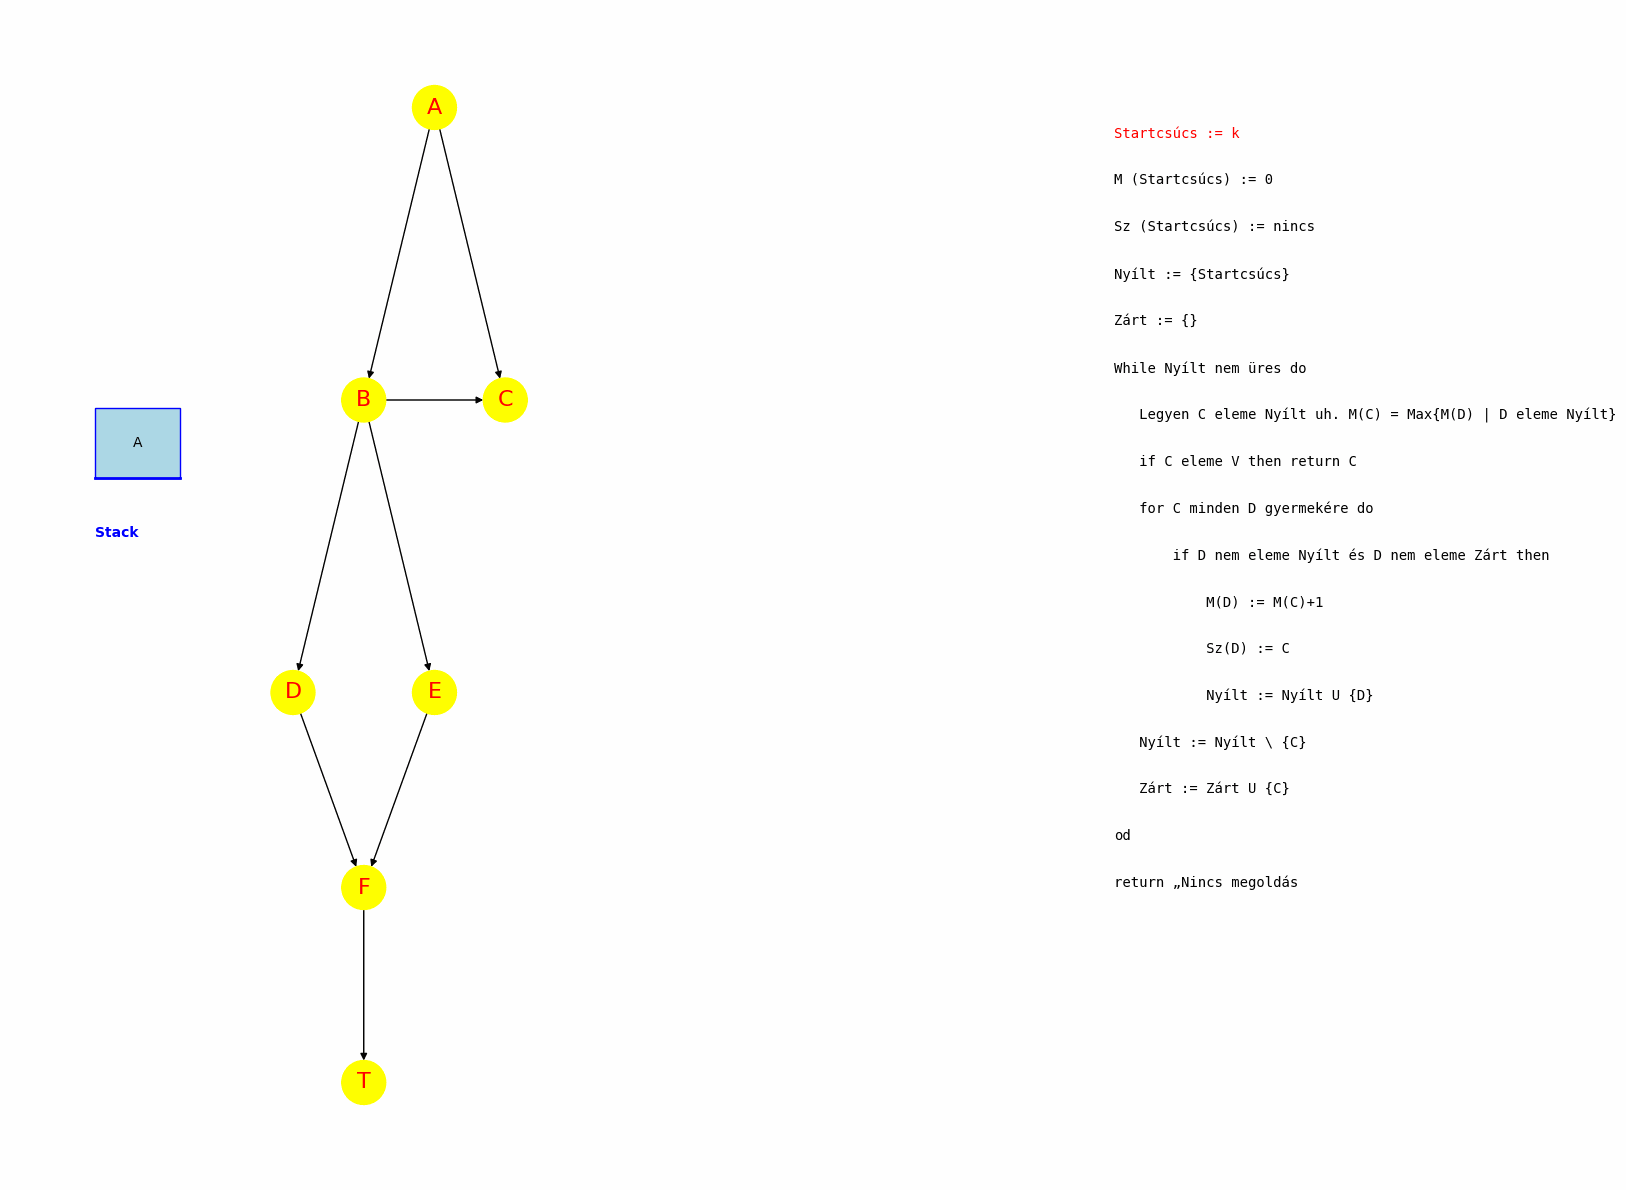 A
B
C
A
Stack
D
E
F
T
Startcsúcs := k
M (Startcsúcs) := 0
Sz (Startcsúcs) := nincs
Nyílt := {Startcsúcs}
Zárt := {}
While Nyílt nem üres do
Legyen C eleme Nyílt uh. M(C) = Max{M(D) | D eleme Nyílt}
if C eleme V then return C
for C minden D gyermekére do
if D nem eleme Nyílt és D nem eleme Zárt then
M(D) := M(C)+1
Sz(D) := C
Nyílt := Nyílt U {D}
Nyílt := Nyílt \ {C}
Zárt := Zárt U {C}
od
return „Nincs megoldás